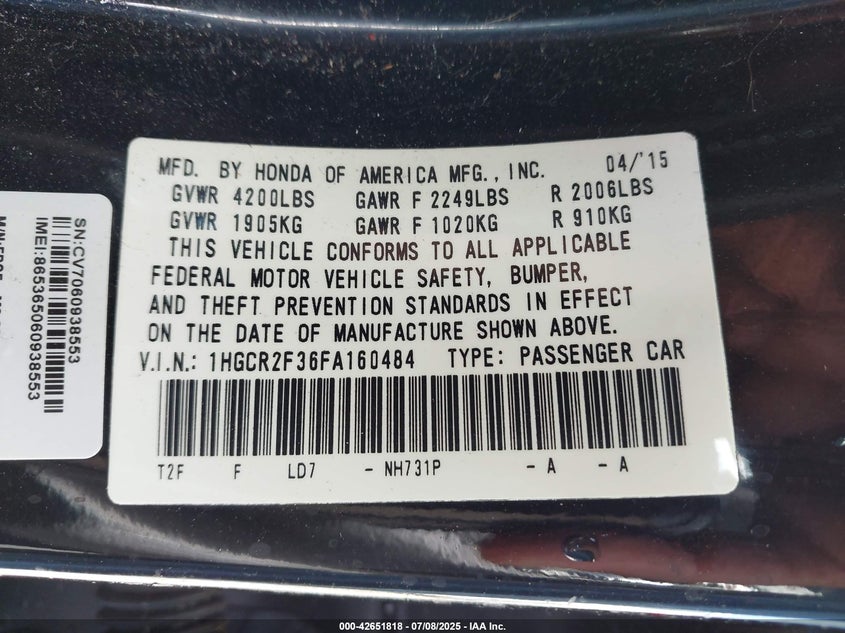 MFD. BY HONDA OF AMERICA MFG., INC. 04/'15
GVWR 4200LBS GAWR F 2249LBS R 2006LBS
GVWR 1905KG GAWR F 1020KG R 910KG
THIS VEHICLE CONFORMS TO ALL APPLICABLE
FEDERAL MOTOR VEHICLE SAFETY, BUMPER,
AND THEFT PREVENTION STANDARDS IN EFFECT
ON THE DATE OF MANUFACTURE SHOWN ABOVE.
V.I.N.: 1HGCR2F36FA160484 TYPE: PASSENGER CAR
T2F F LD7 - NH731P - A - A
SN:CV7060938553
IMEI:865365060938553
000-42651818 - 07/08/2025 - IAA Inc.